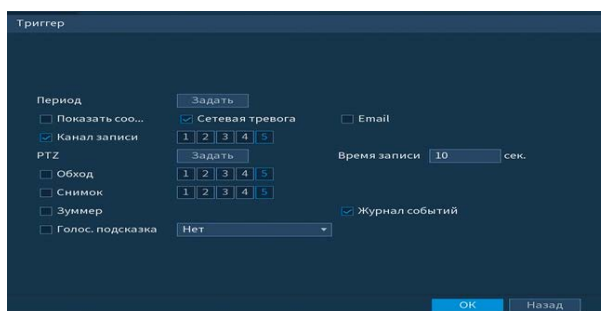 Триггер
Период Задать
Показать соо... Сетевая тревога Email
Канал записи 1 2 3 4 5
PTZ Задать Время записи 10 сек.
Обход 1 2 3 4 5
Снимок 1 2 3 4 5
Зуммер Журнал событий
Голос. подсказка Нет
OK Назад